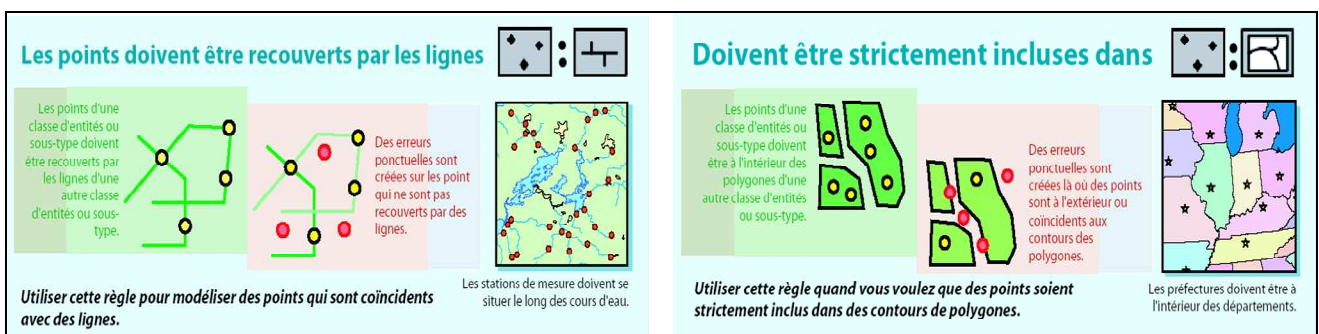 Les points doivent être recouverts par les lignes
Les points d'une
classe d'entités ou
sous-type doivent
être recouverts par
les lignes d'une
autre classe
d'entités ou sous-
type.
Des erreurs
ponctuelles sont
créées sur les point
qui ne sont pas
recouverts par des
lignes.
Les stations de mesure doivent se
situer le long des cours d'eau.
Utiliser cette règle pour modéliser des points qui sont coïncidents
avec des lignes.
Doivent être strictement incluses dans
Les points d'une
classe d'entités ou
sous-type doivent
être à l'intérieur des
polygones d'une
autre classe d'entités
ou sous-type.
Des erreurs
ponctuelles sont
créées là où des points
sont à l'extérieur ou
coïncidents aux
contours des
polygones.
Les préfectures doivent être à
l'intérieur des départements.
Utiliser cette règle quand vous voulez que des points soient
strictement inclus dans des contours de polygones.